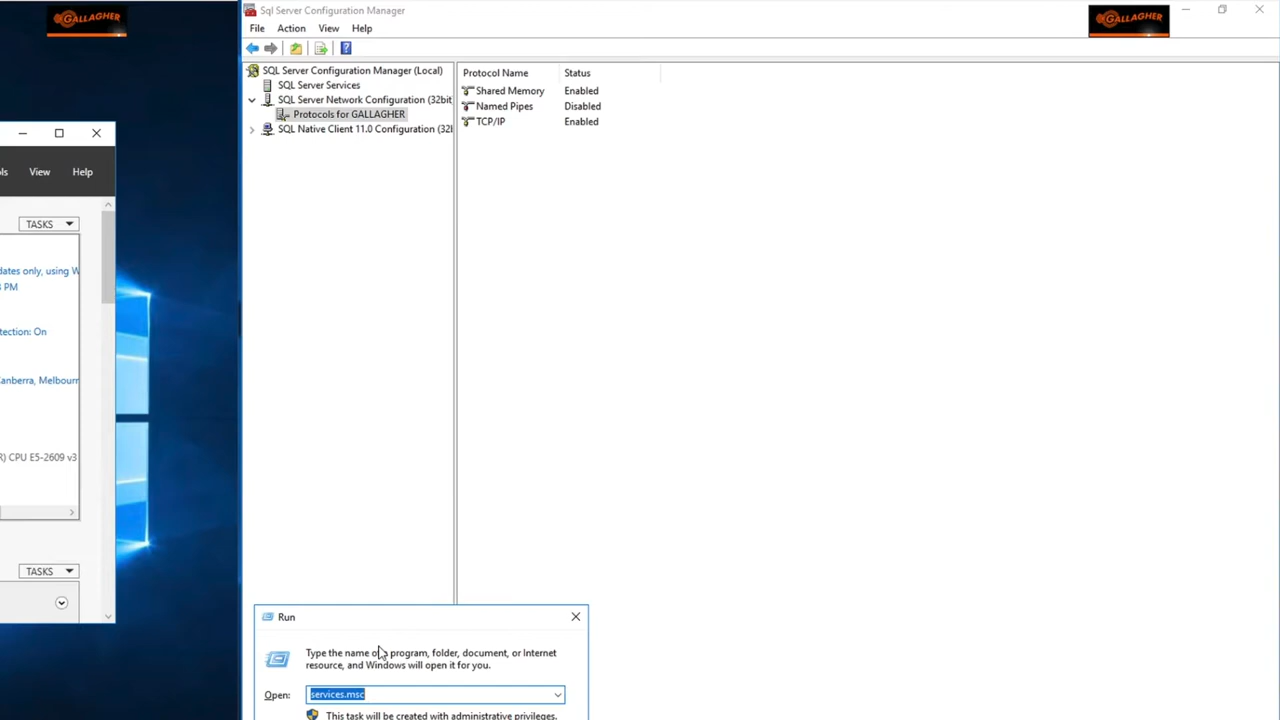 GALLAGHER
Sql Server Configuration Manager
GALLAGHER
File Action View Help
SQL Server Configuration Manager (Local)
SQL Server Services
SQL Server Network Configuration (32bit
Protocols for GALLAGHER
SQL Native Client 11.0 Configuration (32l
Protocol Name Status
Shared Memory Enabled
Named Pipes Disabled
TCP/IP Enabled
ls View Help
TASKS
dates only, using W
PM
tection: On
Canberra, Melbourn
R) CPU E5-2609 v3
TASKS
Run
Type the name of a program, folder, document, or Internet
resource, and Windows will open it for you.
Open: services.msc
This task will be created with administrative privileges.